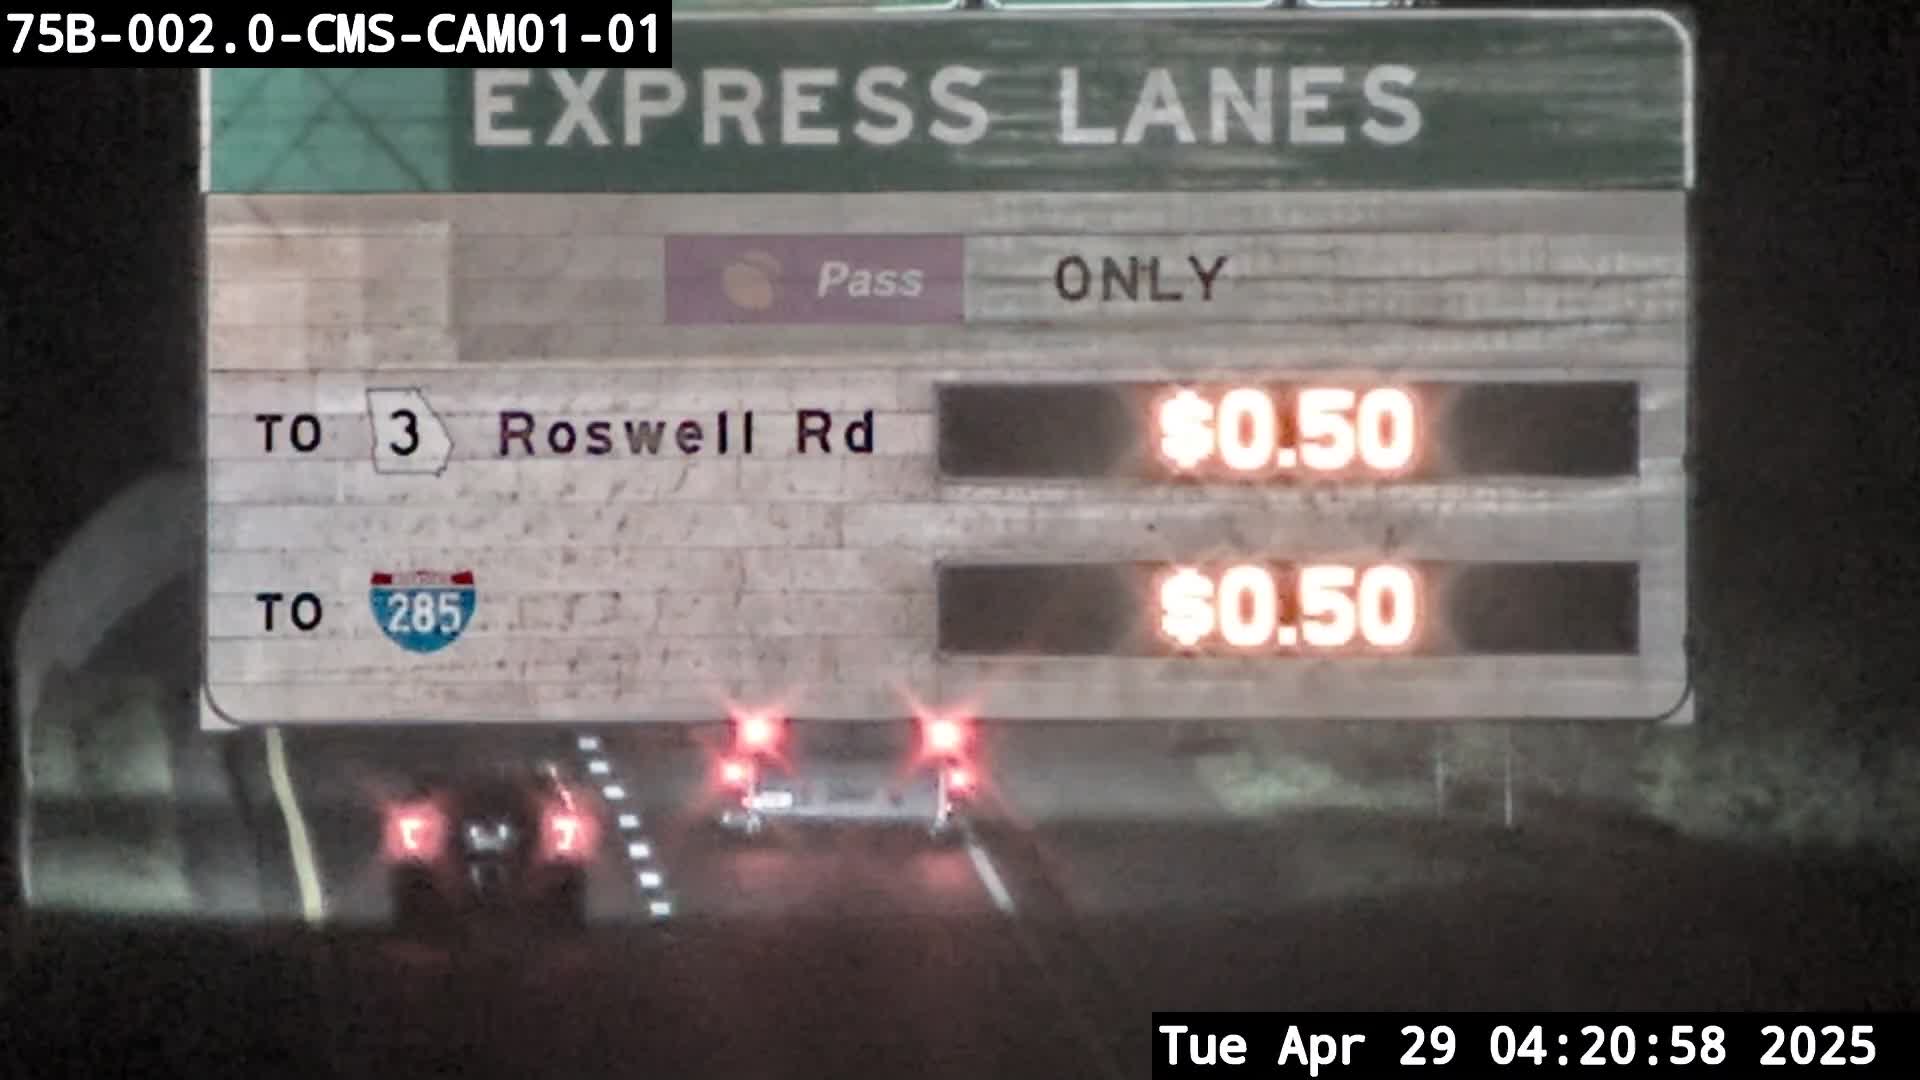 75B-002.0-CMS-CAM01-01
EXPRESS LANES
Pass ONLY
TO 3 Roswell Rd $0.50
TO 285 $0.50
Tue Apr 29 04:20:58 2025